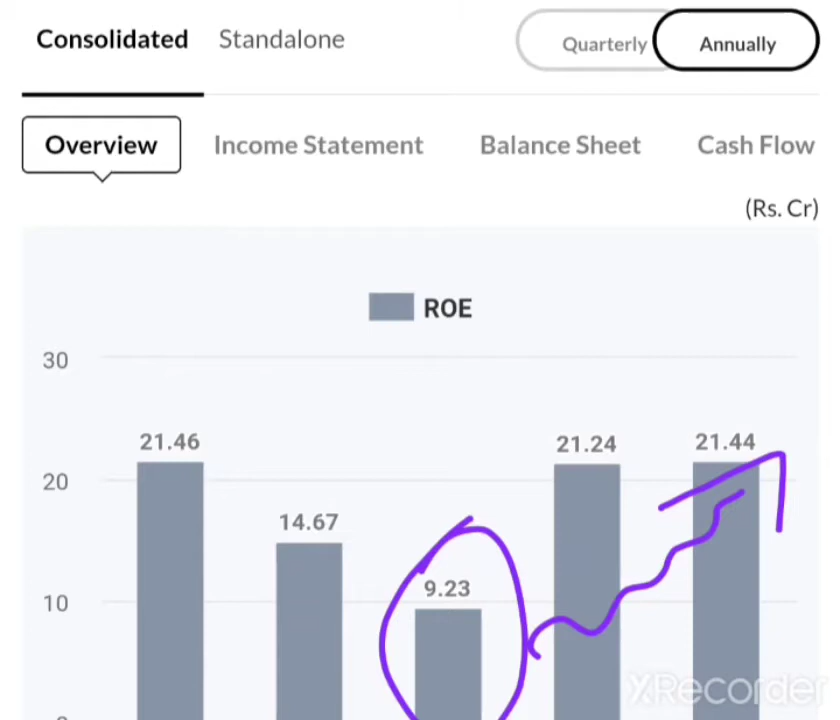 Consolidated Standalone Quarterly Annually
Overview Income Statement Balance Sheet Cash Flow
(Rs. Cr)
ROE
30
21.46 21.24 21.44
20
14.67
9.23
10
XRecorder